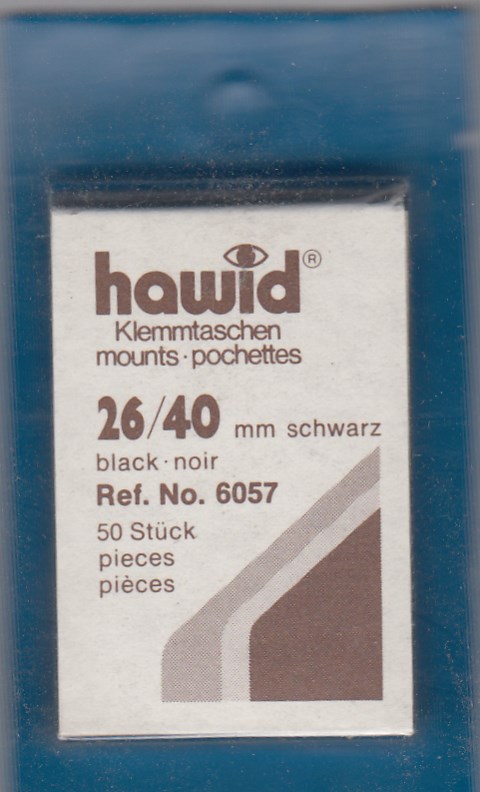 hawid®
Klemmtaschen
mounts·pochettes
26/40 mm schwarz
black·noir
Ref. No. 6057
50 Stück
pieces
pièces